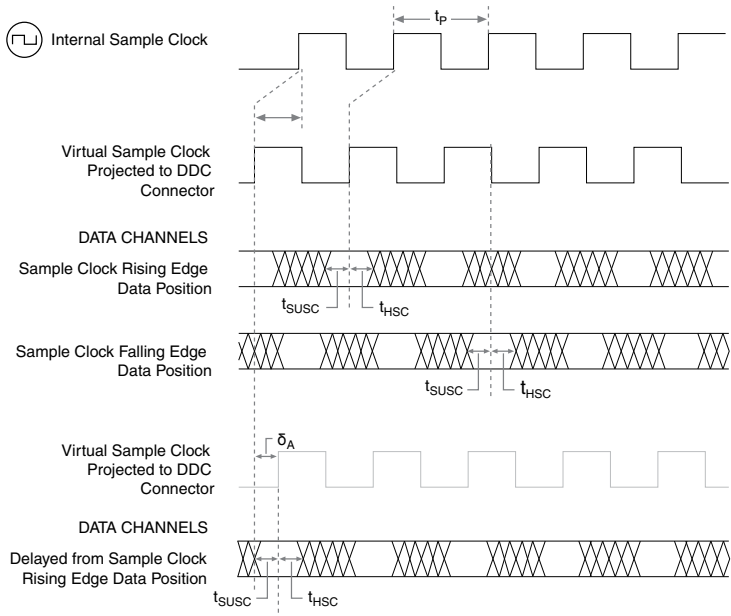 tP
Internal Sample Clock
Virtual Sample Clock
Projected to DDC
Connector
DATA CHANNELS
Sample Clock Rising Edge
Data Position
tSUSC
tHSC
Sample Clock Falling Edge
Data Position
tSUSC
tHSC
δA
Virtual Sample Clock
Projected to DDC
Connector
DATA CHANNELS
Delayed from Sample Clock
Rising Edge Data Position
tSUSC
tHSC